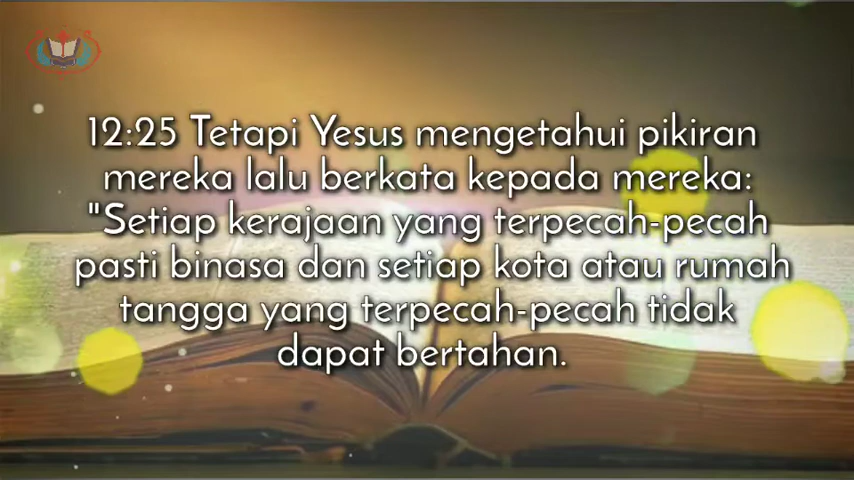 12:25 Tetapi Yesus mengetahui pikiran
mereka lalu berkata kepada mereka:
"Setiap kerajaan yang terpecah-pecah
pasti binasa dan setiap kota atau rumah
tangga yang terpecah-pecah tidak
dapat bertahan.